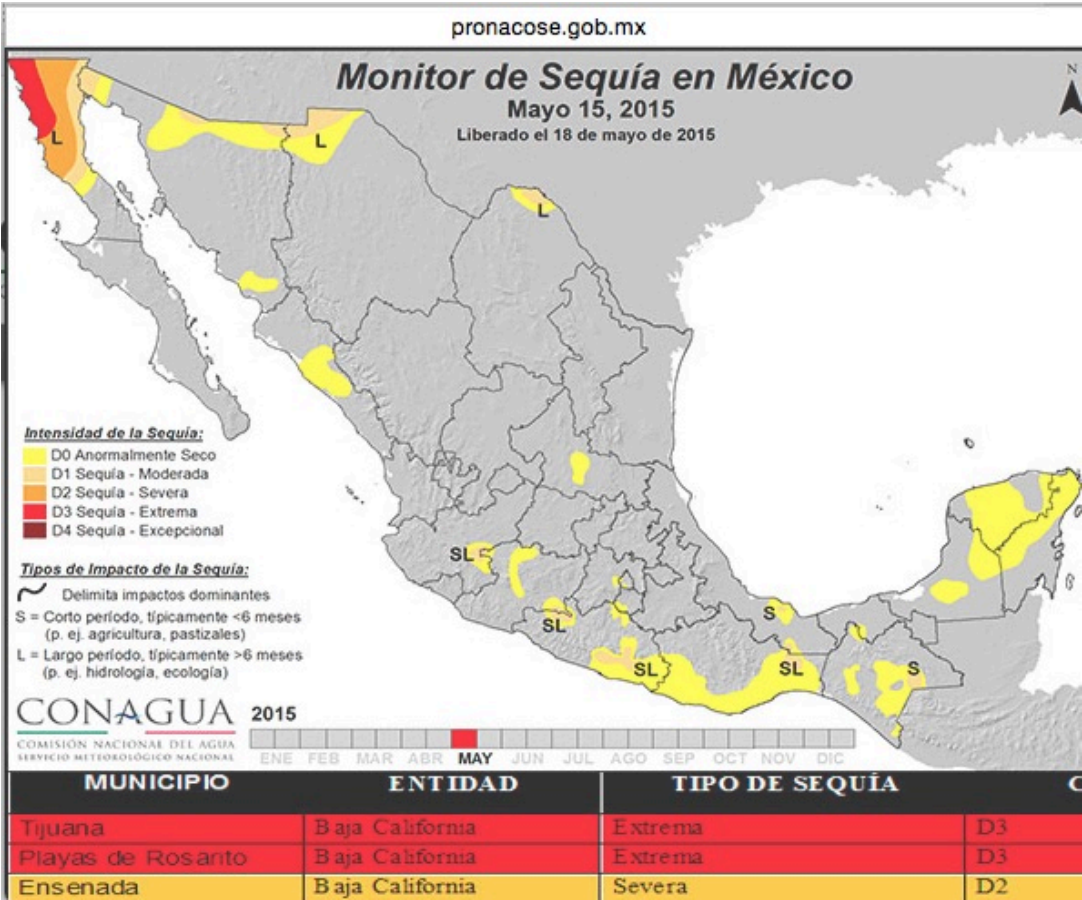 pronacose.gob.mx
Monitor de Sequía en México
Mayo 15, 2015
Liberado el 18 de mayo de 2015
N
L
L
L
Intensidad de la Sequía:
D0 Anormalmente Seco
D1 Sequía - Moderada
D2 Sequía - Severa
D3 Sequía - Extrema
D4 Sequía - Excepcional
SL
Tipos de Impacto de la Sequía:
Delimita impactos dominantes
S = Corto período, típicamente <6 meses
(p. ej. agricultura, pastizales)
L = Largo período, típicamente >6 meses
(p. ej. hidrología, ecología)
S
SL
SL
SL
S
CONAGUA
COMISIÓN NACIONAL DEL AGUA
SERVICIO METEOROLÓGICO NACIONAL
2015
ENE FEB MAR ABR MAY JUN JUL AGO SEP OCT NOV DIC
MUNICIPIO ENTIDAD TIPO DE SEQUÍA C
Tijuana Baja California Extrema D3
Playas de Rosarito Baja California Extrema D3
Ensenada Baja California Severa D2